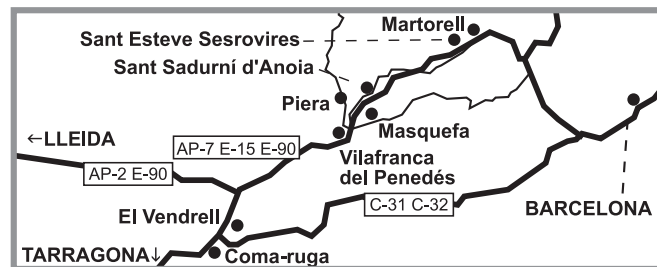 Martorell
Sant Esteve Sesrovires
Sant Sadurní d'Anoia
Piera
Masquefa
←LLEIDA
AP-7 E-15 E-90
Vilafranca
del Penedés
AP-2 E-90
El Vendrell
C-31 C-32
BARCELONA
TARRAGONA↓
Coma-ruga